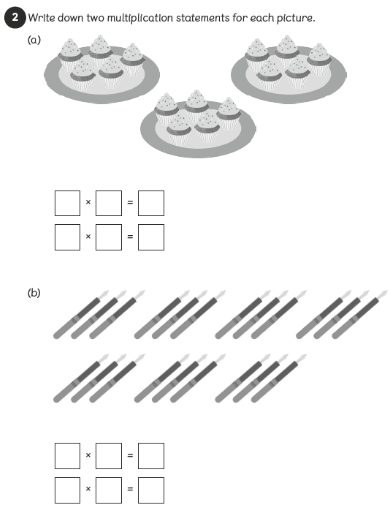 2 Write down two multiplication statements for each picture.
(a)
× =
× =
(b)
× =
× =